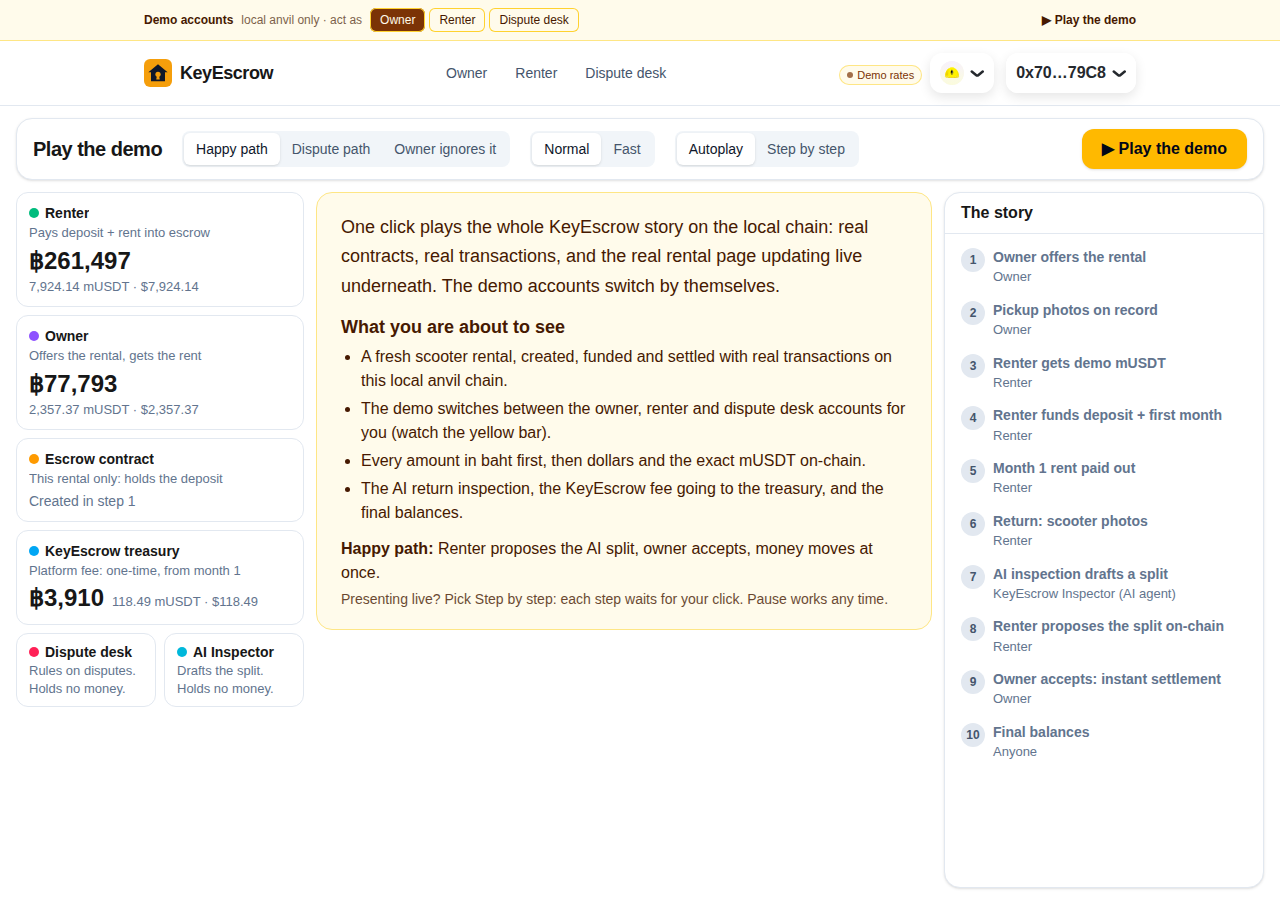 Demo accounts local anvil only · act as Owner Renter Dispute desk ▶ Play the demo
KeyEscrow Owner Renter Dispute desk Demo rates 0x70…79C8
Play the demo Happy path Dispute path Owner ignores it Normal Fast Autoplay Step by step ▶ Play the demo
Renter
Pays deposit + rent into escrow
฿261,497
7,924.14 mUSDT · $7,924.14
Owner
Offers the rental, gets the rent
฿77,793
2,357.37 mUSDT · $2,357.37
Escrow contract
This rental only: holds the deposit
Created in step 1
KeyEscrow treasury
Platform fee: one-time, from month 1
฿3,910 118.49 mUSDT · $118.49
Dispute desk
Rules on disputes.
Holds no money.
AI Inspector
Drafts the split.
Holds no money.
One click plays the whole KeyEscrow story on the local chain: real
contracts, real transactions, and the real rental page updating live
underneath. The demo accounts switch by themselves.
What you are about to see
• A fresh scooter rental, created, funded and settled with real transactions on
this local anvil chain.
• The demo switches between the owner, renter and dispute desk accounts for
you (watch the yellow bar).
• Every amount in baht first, then dollars and the exact mUSDT on-chain.
• The AI return inspection, the KeyEscrow fee going to the treasury, and the
final balances.
Happy path: Renter proposes the AI split, owner accepts, money moves at
once.
Presenting live? Pick Step by step: each step waits for your click. Pause works any time.
The story
1 Owner offers the rental
Owner
2 Pickup photos on record
Owner
3 Renter gets demo mUSDT
Renter
4 Renter funds deposit + first month
Renter
5 Month 1 rent paid out
Renter
6 Return: scooter photos
Renter
7 AI inspection drafts a split
KeyEscrow Inspector (AI agent)
8 Renter proposes the split on-chain
Renter
9 Owner accepts: instant settlement
Owner
10 Final balances
Anyone